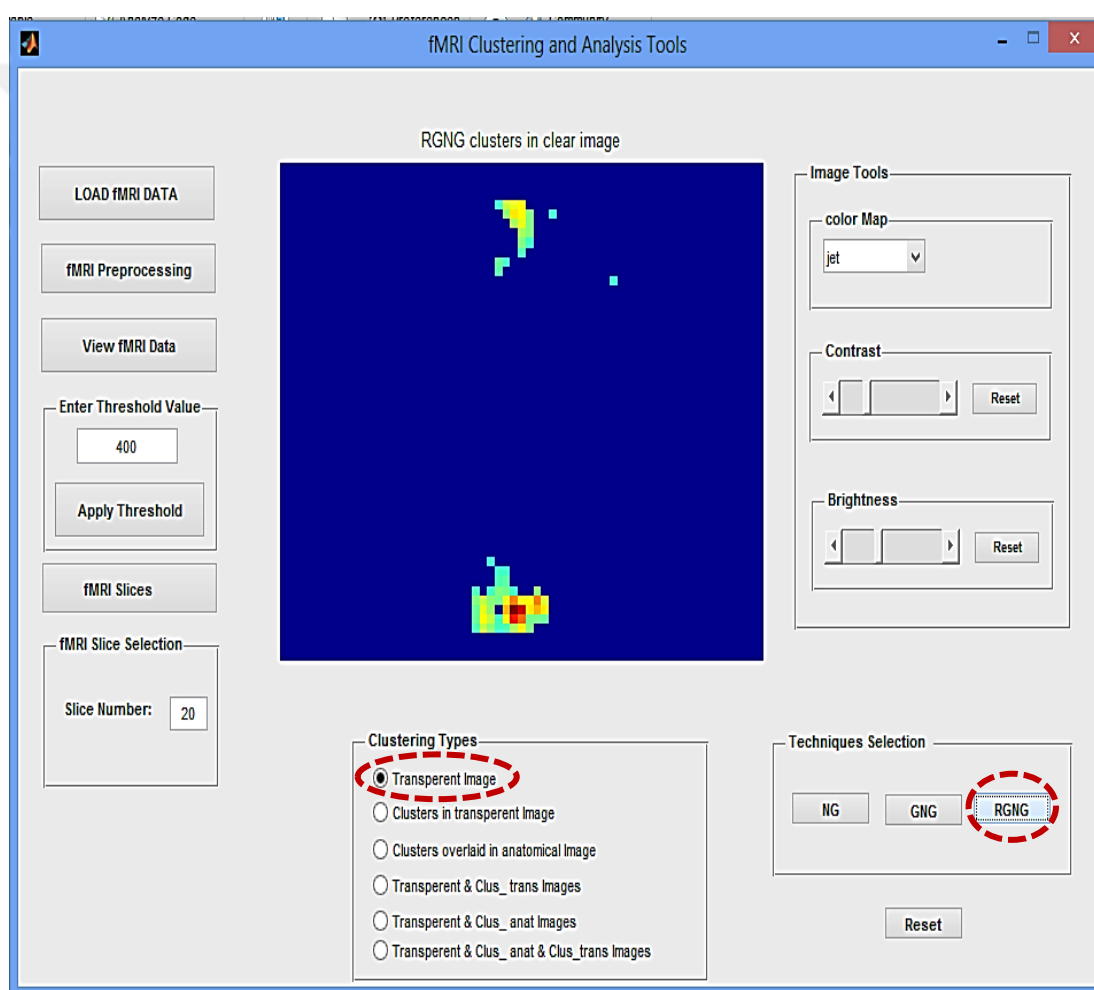 fMRI Clustering and Analysis Tools
RGNG clusters in clear image
LOAD fMRI DATA
fMRI Preprocessing
View fMRI Data
Enter Threshold Value
400
Apply Threshold
fMRI Slices
fMRI Slice Selection
Slice Number: 20
Image Tools
color Map
jet
Contrast
Reset
Brightness
Reset
Clustering Types
Transperent Image
Clusters in transperent Image
Clusters overlaid in anatomical Image
Transperent & Clus_ trans Images
Transperent & Clus_ anat Images
Transperent & Clus_ anat & Clus_trans Images
Techniques Selection
NG GNG RGNG
Reset